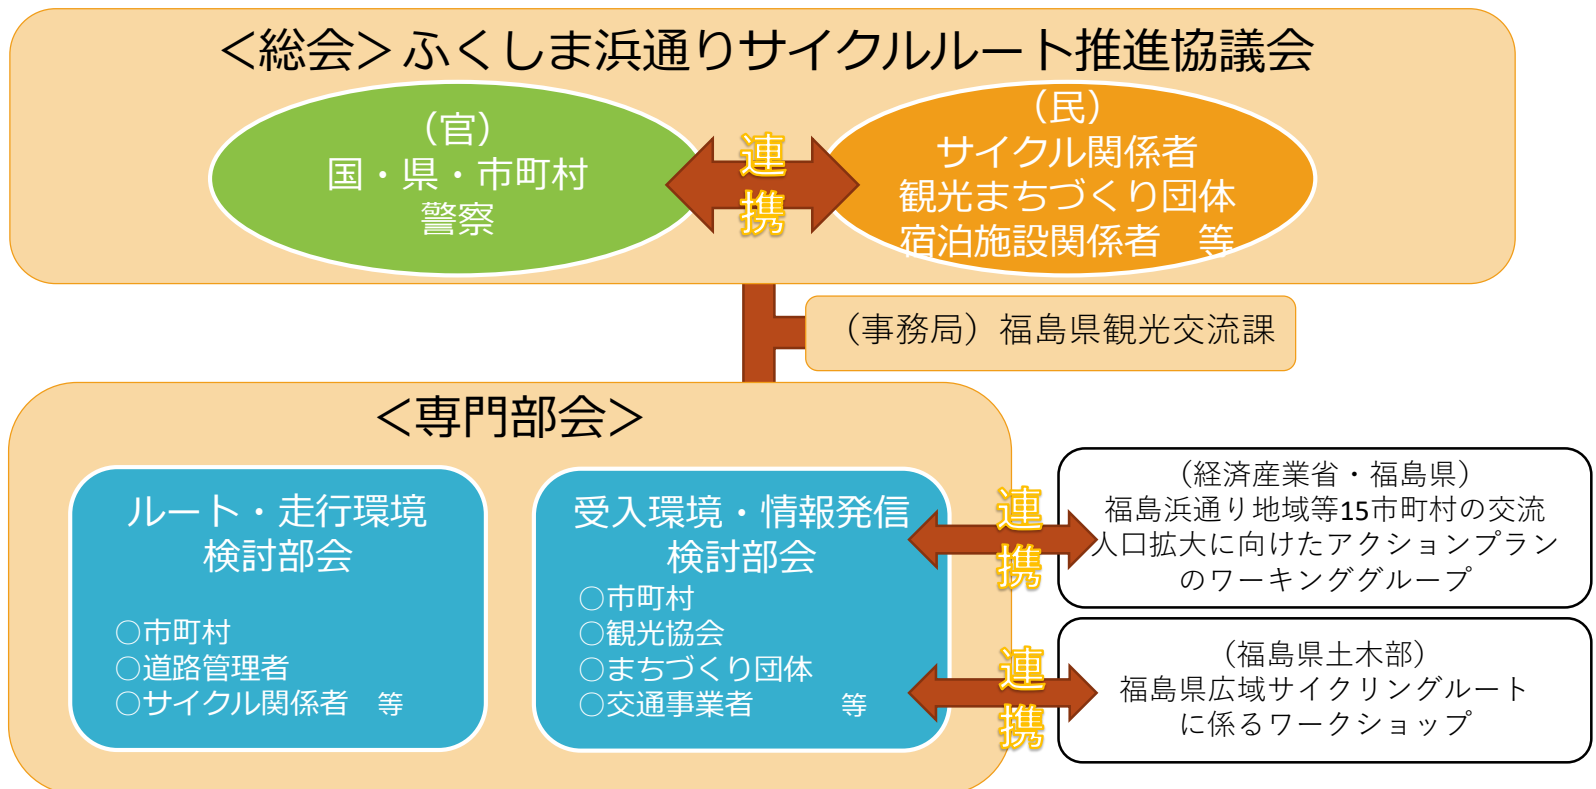 ＜総会＞ふくしま浜通りサイクルルート推進協議会
（官）
国・県・市町村
警察
連
携
（民）
サイクル関係者
観光まちづくり団体
宿泊施設関係者　等
（事務局）福島県観光交流課
＜専門部会＞
ルート・走行環境
検討部会
○市町村
○道路管理者
○サイクル関係者　等
受入環境・情報発信
検討部会
○市町村
○観光協会
○まちづくり団体
○交通事業者　　　等
連
携
（経済産業省・福島県）
福島浜通り地域等15市町村の交流
人口拡大に向けたアクションプラン
のワーキンググループ
連
携
（福島県土木部）
福島県広域サイクリングルート
に係るワークショップ